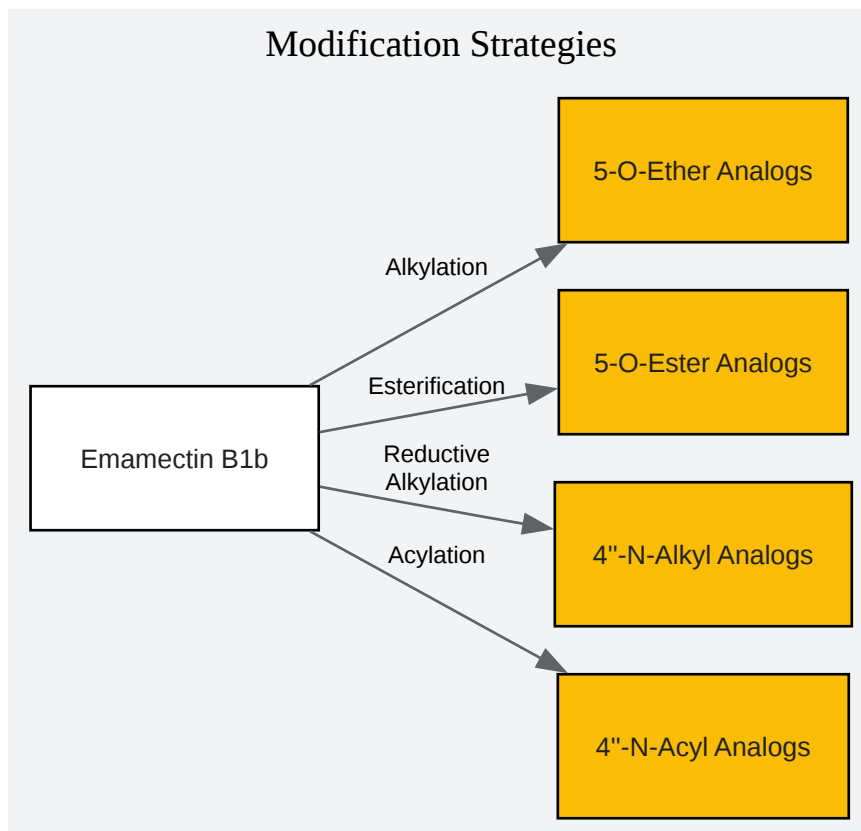 Modification Strategies
5-O-Ether Analogs
Alkylation
5-O-Ester Analogs
Esterification
Emamectin B1b
Reductive
Alkylation
4"-N-Alkyl Analogs
Acylation
4"-N-Acyl Analogs